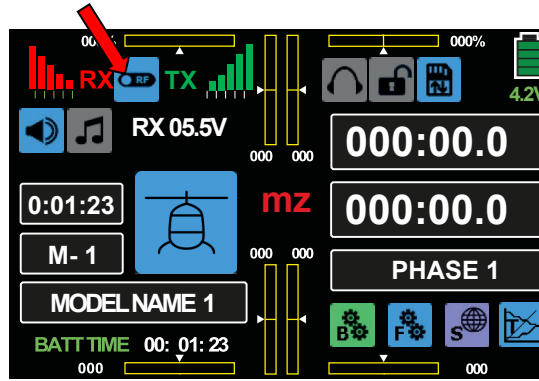 00
%
000%
RX
RF
TX
4.2V
RX 05.5V
000 000
000:00.0
0:01:23
mz
000:00.0
M- 1
000 000
PHASE 1
MODEL NAME 1
B F S T
BATT TIME 00: 01: 23
000
000